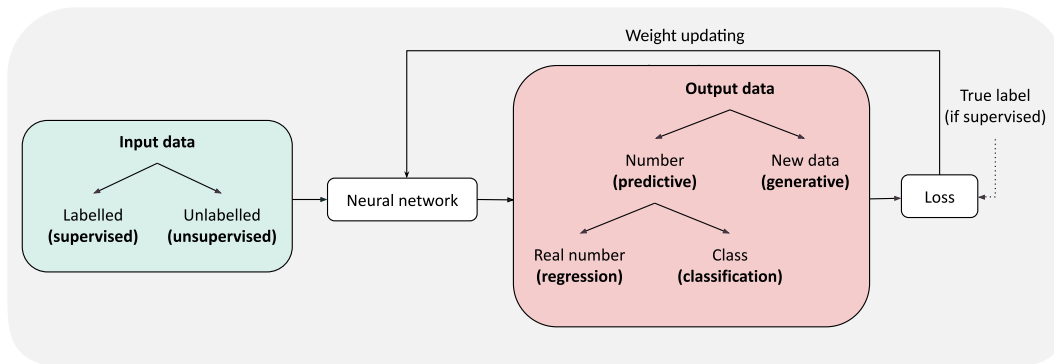 Weight updating
Input data
Labelled
(supervised)
Unlabelled
(unsupervised)
Neural network
Output data
Number
(predictive)
New data
(generative)
Real number
(regression)
Class
(classification)
Loss
True label
(if supervised)